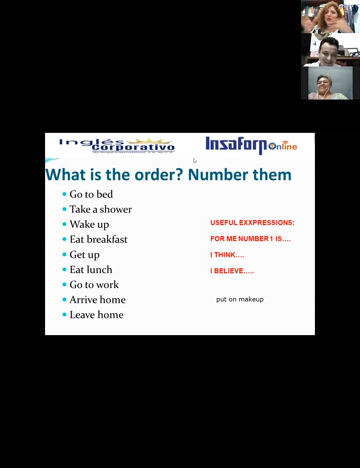 Inglés
Corporativo
Insaforp Online
What is the order? Number them
Go to bed
Take a shower
Wake up
Eat breakfast
Get up
Eat lunch
Go to work
Arrive home
Leave home
USEFUL EXXPRESSIONS:
FOR ME NUMBER 1 IS….
I THINK….
I BELIEVE…..
put on makeup